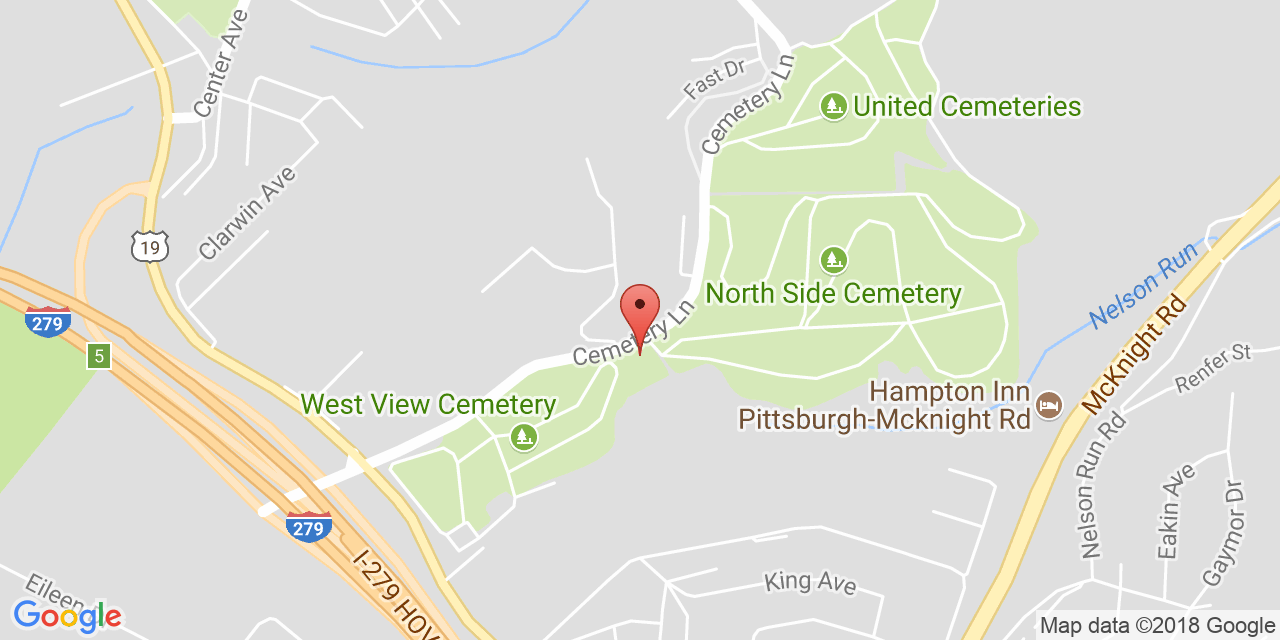 Center Ave
Fast Dr
Cemetery Ln
United Cemeteries
Clarwin Ave
19
279
5
North Side Cemetery
Nelson Run
McKnight Rd
Cemetery Ln
Renfer St
West View Cemetery
Hampton Inn
Pittsburgh-Mcknight Rd
279
I-279 HOV
Nelson Run Rd
Eakin Ave
Gaymor Dr
King Ave
Eileen
Google
Map data ©2018 Google